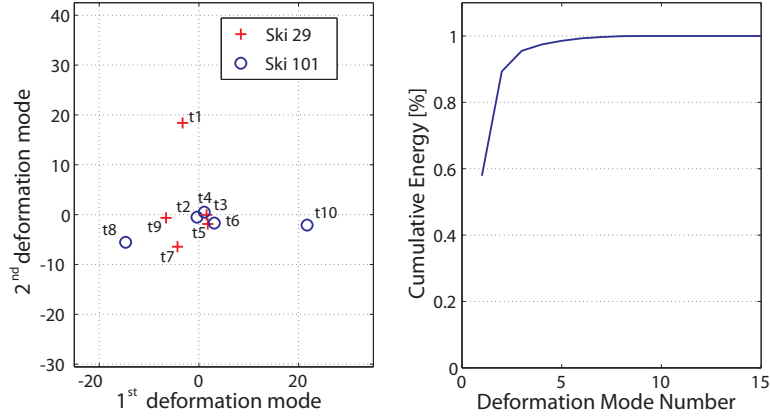 40
30
20
10
0
-10
-20
-30
-20
0
20
2nd deformation mode
1st deformation mode
Ski 29
Ski 101
t1
t2
t4
t3
t8
t9
t5
t6
t10
t7
1
0.8
0.6
0.4
0.2
0
0
5
10
15
Cumulative Energy [%]
Deformation Mode Number